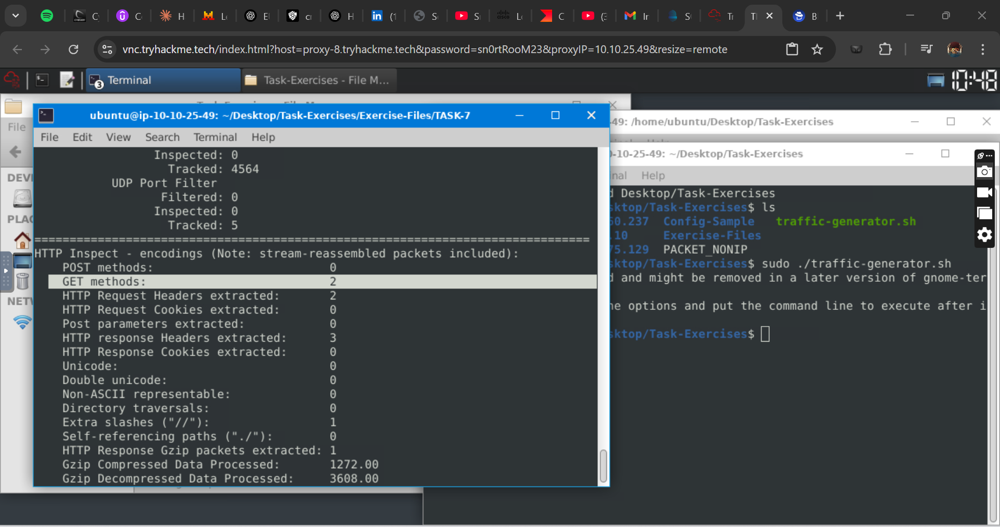 H
E
H
(1
C
(3
B
vnc.tryhackme.tech/index.html?host=proxy-8.tryhackme.tech&password=sn0rtRooM23&proxyIP=10.10.25.49&resize=remote
3
Terminal
Task-Exercises - File M...
10:48
ubuntu@ip-10-10-25-49: ~/Desktop/Task-Exercises/Exercise-Files/TASK-7
File Edit View Search Terminal Help
Inspected: 0
Tracked: 4564
UDP Port Filter
Filtered: 0
Inspected: 0
Tracked: 5
===============================================================================
HTTP Inspect - encodings (Note: stream-reassembled packets included):
POST methods: 0
GET methods: 2
HTTP Request Headers extracted: 2
HTTP Request Cookies extracted: 0
Post parameters extracted: 0
HTTP response Headers extracted: 3
HTTP Response Cookies extracted: 0
Unicode: 0
Double unicode: 0
Non-ASCII representable: 0
Directory traversals: 0
Extra slashes ("//"): 1
Self-referencing paths ("./"): 0
HTTP Response Gzip packets extracted: 1
Gzip Compressed Data Processed: 1272.00
Gzip Decompressed Data Processed: 3608.00
File
DEVI
PLAC
NETW
-49: /home/ubuntu/Desktop/Task-Exercises
-10-25-49: ~/Desktop/Task-Exercises
nal Help
d Desktop/Task-Exercises
sktop/Task-Exercises$ ls
60.237 Config-Sample traffic-generator.sh
.10 Exercise-Files
75.129 PACKET_NONIP
sktop/Task-Exercises$ sudo ./traffic-generator.sh
d and might be removed in a later version of gnome-ter
he options and put the command line to execute after i
sktop/Task-Exercises$